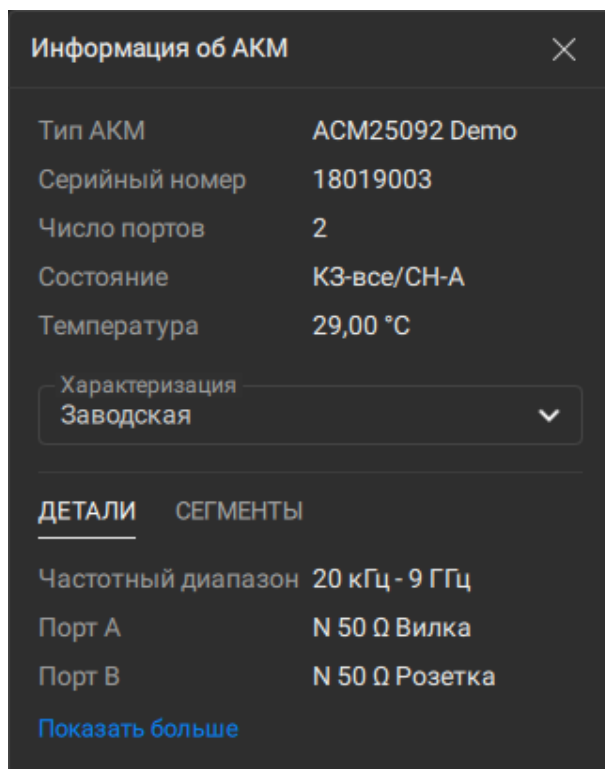 Информация об АКМ
Тип АКМ ACM25092 Demo
Серийный номер 18019003
Число портов 2
Состояние КЗ-все/СН-А
Температура 29,00 °C
Характеризация
Заводская
ДЕТАЛИ СЕГМЕНТЫ
Частотный диапазон 20 кГц - 9 ГГц
Порт A N 50 Ω Вилка
Порт B N 50 Ω Розетка
Показать больше